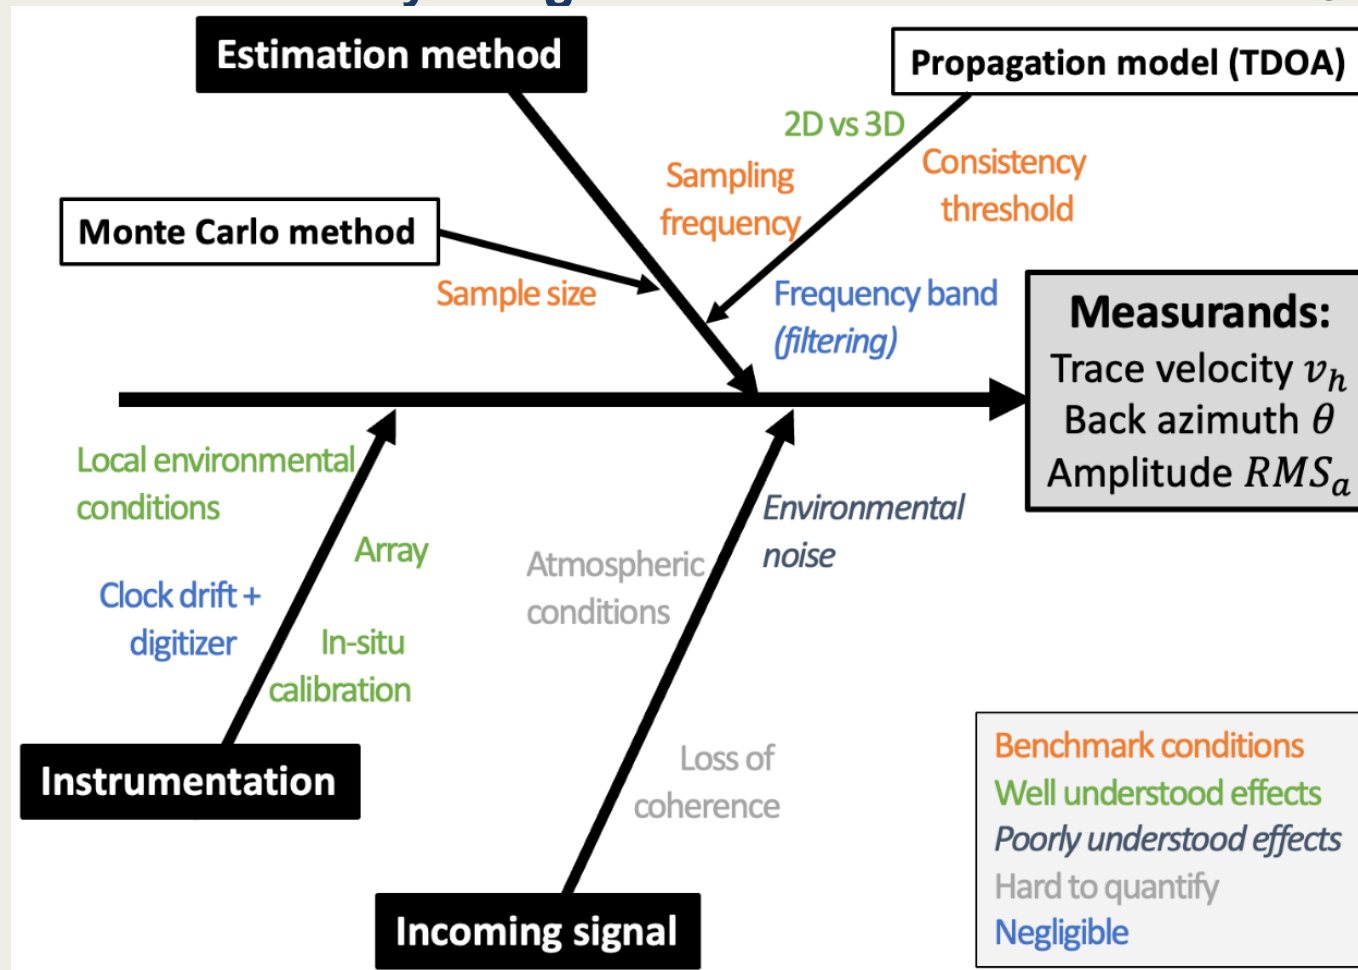 Estimation method
Propagation model (TDOA)
2D vs 3D
Consistency
threshold
Sampling
frequency
Monte Carlo method
Sample size
Frequency band
(filtering)
Measurands:
Trace velocity v_h
Back azimuth θ
Amplitude RMS_a
Local environmental
conditions
Array
Clock drift +
digitizer
In-situ
calibration
Instrumentation
Environmental
noise
Atmospheric
conditions
Loss of
coherence
Incoming signal
Benchmark conditions
Well understood effects
Poorly understood effects
Hard to quantify
Negligible